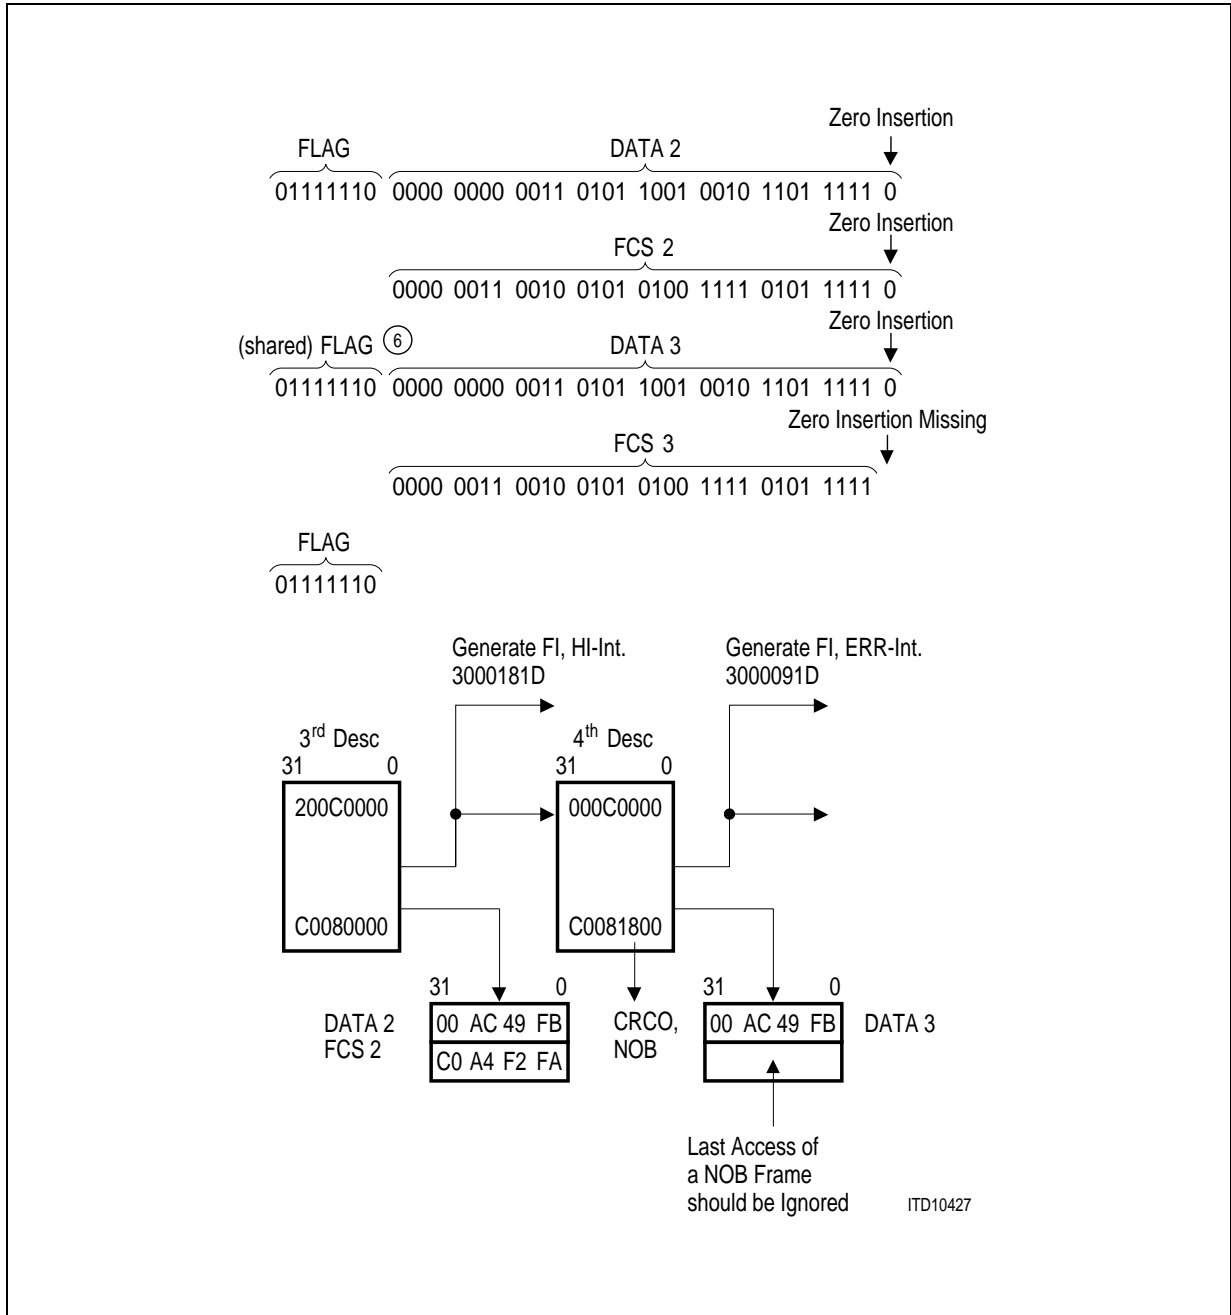 Zero Insertion
FLAG DATA 2
01111110 0000 0000 0011 0101 1001 0010 1101 1111 0
Zero Insertion
FCS 2
0000 0011 0010 0101 0100 1111 0101 1111 0
Zero Insertion
(shared) FLAG 6 DATA 3
01111110 0000 0000 0011 0101 1001 0010 1101 1111 0
Zero Insertion Missing
FCS 3
0000 0011 0010 0101 0100 1111 0101 1111
FLAG
01111110
Generate FI, HI-Int.
3000181D
Generate FI, ERR-Int.
3000091D
3rd Desc
31 0
200C0000
C0080000
4th Desc
31 0
000C0000
C0081800
31 0
DATA 2 00 AC 49 FB
FCS 2 C0 A4 F2 FA
CRCO,
NOB
31 0
00 AC 49 FB DATA 3
Last Access of
a NOB Frame
should be Ignored
ITD10427